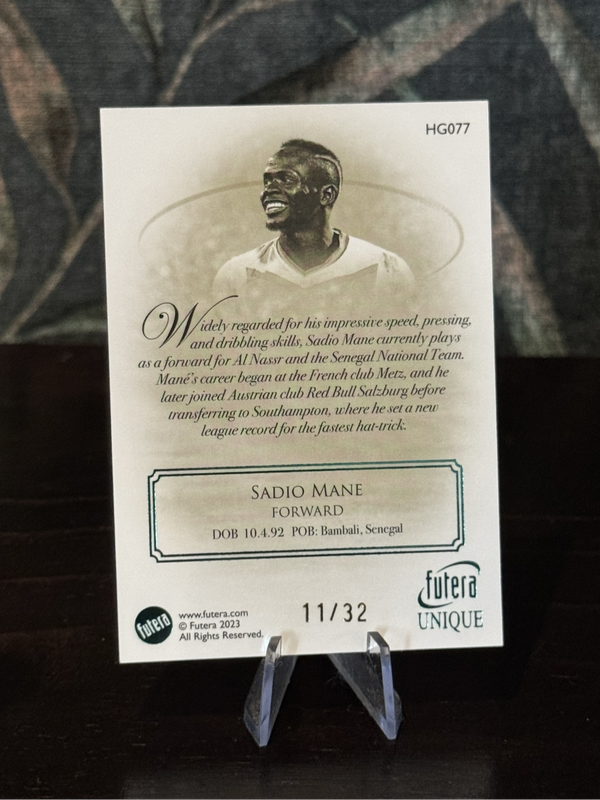 HG077
Widely regarded for his impressive speed, pressing,
and dribbling skills, Sadio Mane currently plays
as a forward for Al Nassr and the Senegal National Team.
Mané's career began at the French club Metz, and he
later joined Austrian club Red Bull Salzburg before
transferring to Southampton, where he set a new
league record for the fastest hat-trick.
SADIO MANE
FORWARD
DOB 10.4.92 POB: Bambali, Senegal
futera
www.futera.com
© Futera 2023
All Rights Reserved.
11/32
futera
UNIQUE